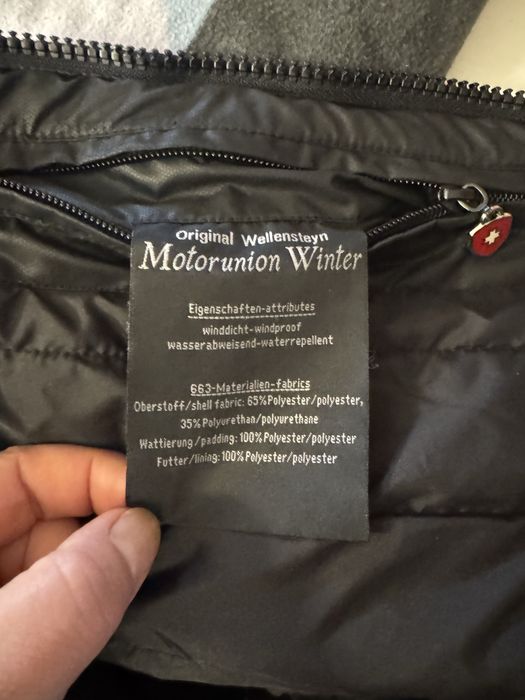 Original Wellensteyn
Motorunion Winter
Eigenschaften-attributes
winddicht-windproof
wasserabweisend-waterrepellent
663-Materialien-fabrics
Oberstoff/shell fabric: 65%Polyester/polyester,
35%Polyurethan/polyurethane
Wattierung/padding: 100%Polyester/polyester
Futter/lining: 100%Polyester/polyester